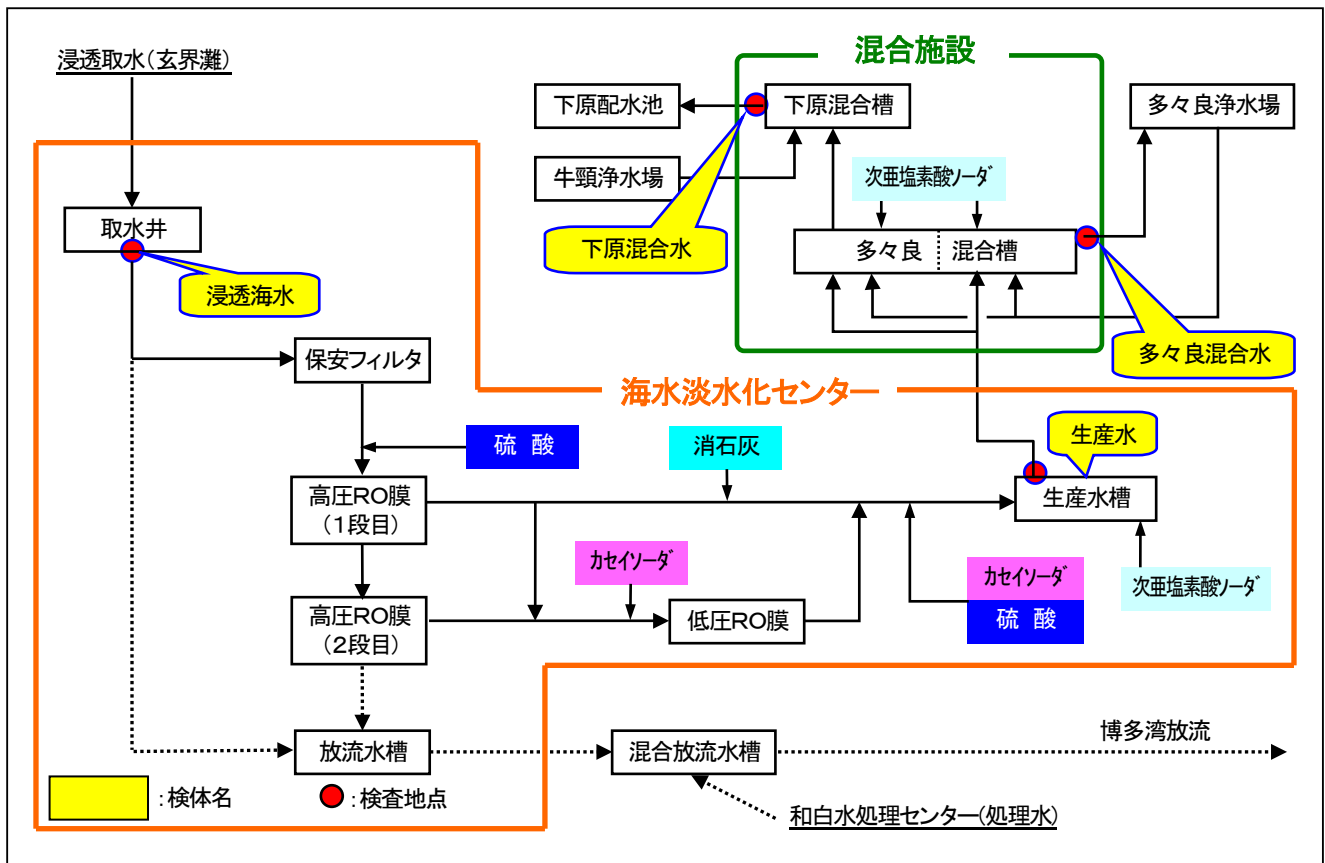 浸透取水(玄界灘)
混合施設
下原配水池
下原混合槽
多々良浄水場
牛頸浄水場
次亜塩素酸ｿｰﾀﾞ
取水井
下原混合水
多々良
混合槽
浸透海水
多々良混合水
保安フィルタ
海水淡水化センター
生産水
硫 酸
消石灰
高圧RO膜
(1段目)
生産水槽
ｶｾｲｿｰﾀﾞ
ｶｾｲｿｰﾀﾞ
硫 酸
次亜塩素酸ｿｰﾀﾞ
高圧RO膜
(2段目)
低圧RO膜
放流水槽
混合放流水槽
博多湾放流
:検体名
:検査地点
和白水処理センター(処理水)